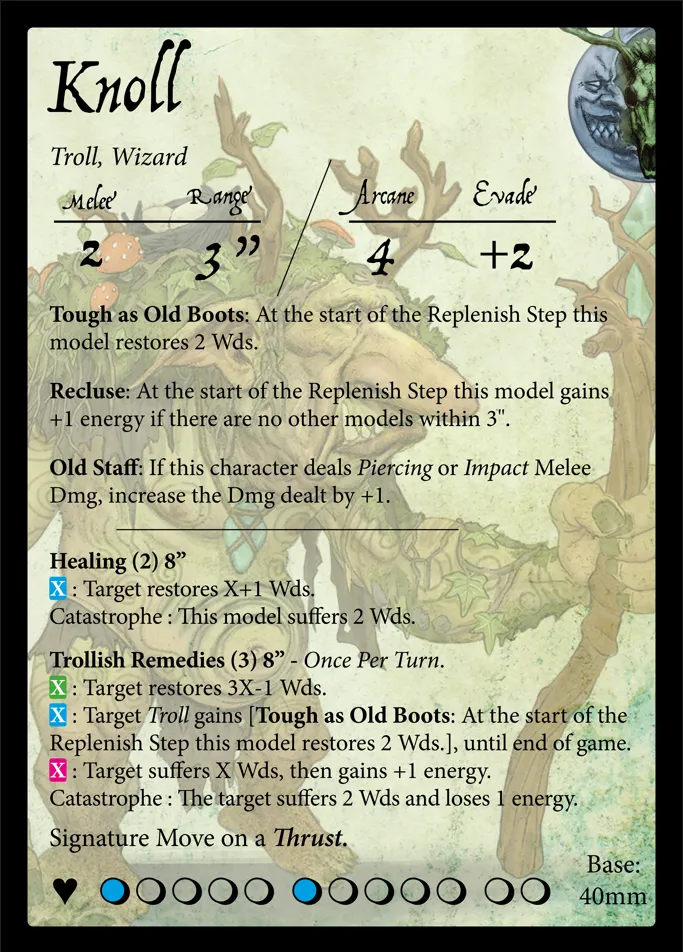 Knoll
Troll, Wizard
Melee Range Arcane Evade
2 3” 4 +2
Tough as Old Boots: At the start of the Replenish Step this
model restores 2 Wds.
Recluse: At the start of the Replenish Step this model gains
+1 energy if there are no other models within 3".
Old Staff: If this character deals Piercing or Impact Melee
Dmg, increase the Dmg dealt by +1.
Healing (2) 8”
X : Target restores X+1 Wds.
Catastrophe : This model suffers 2 Wds.
Trollish Remedies (3) 8” - Once Per Turn.
X : Target restores 3X-1 Wds.
X : Target Troll gains [Tough as Old Boots: At the start of the
Replenish Step this model restores 2 Wds.], until end of game.
X : Target suffers X Wds, then gains +1 energy.
Catastrophe : The target suffers 2 Wds and loses 1 energy.
Signature Move on a Thrust.
Base:
40mm